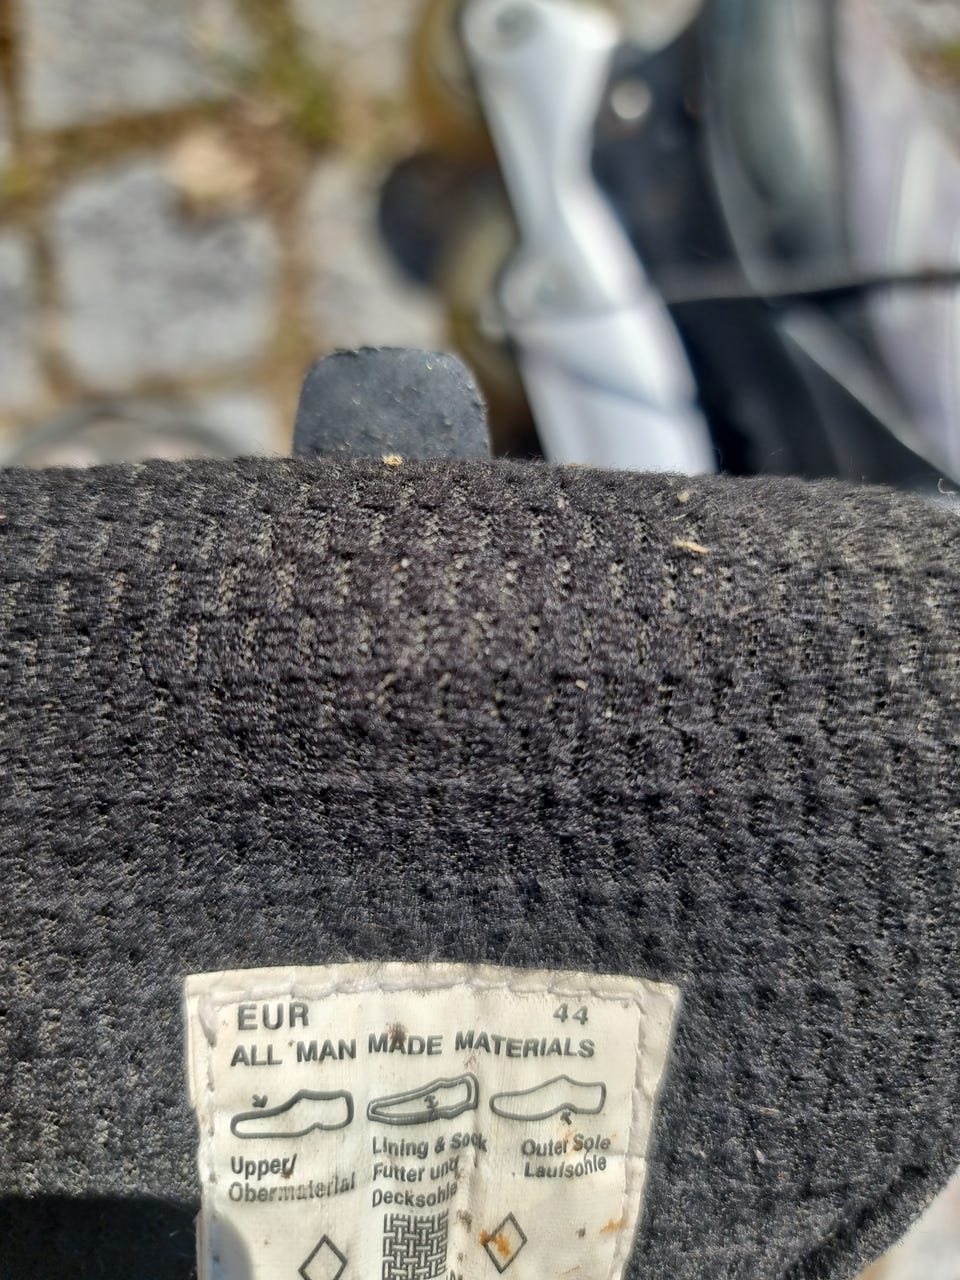 EUR 44
ALL MAN MADE MATERIALS
Upper/
Obermaterial
Lining & Sock
Futter und
Decksohle
Outer Sole
Laufsohle